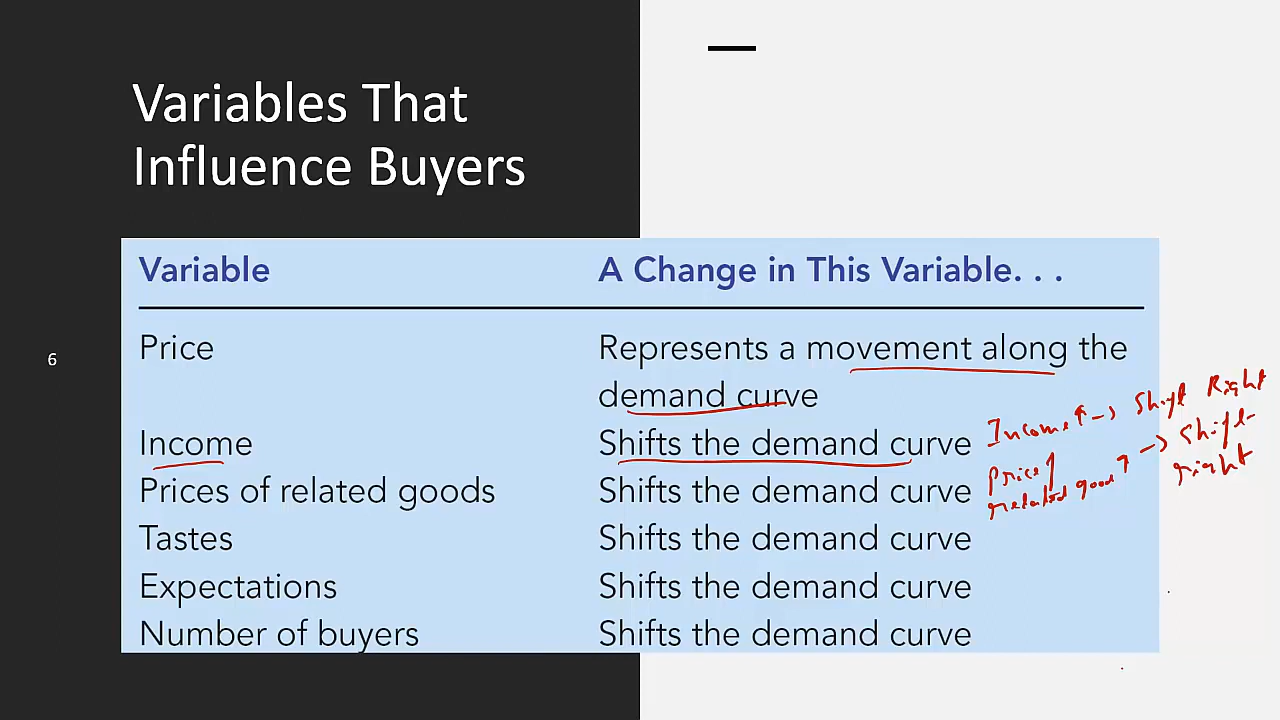 Variables That
Influence Buyers
Variable A Change in This Variable. . .
Price Represents a movement along the
demand curve
Income Shifts the demand curve
Prices of related goods Shifts the demand curve
Tastes Shifts the demand curve
Expectations Shifts the demand curve
Number of buyers Shifts the demand curve
6
Income ↑ → Shift Right
Price ↑
related good ↑ → Shift
right